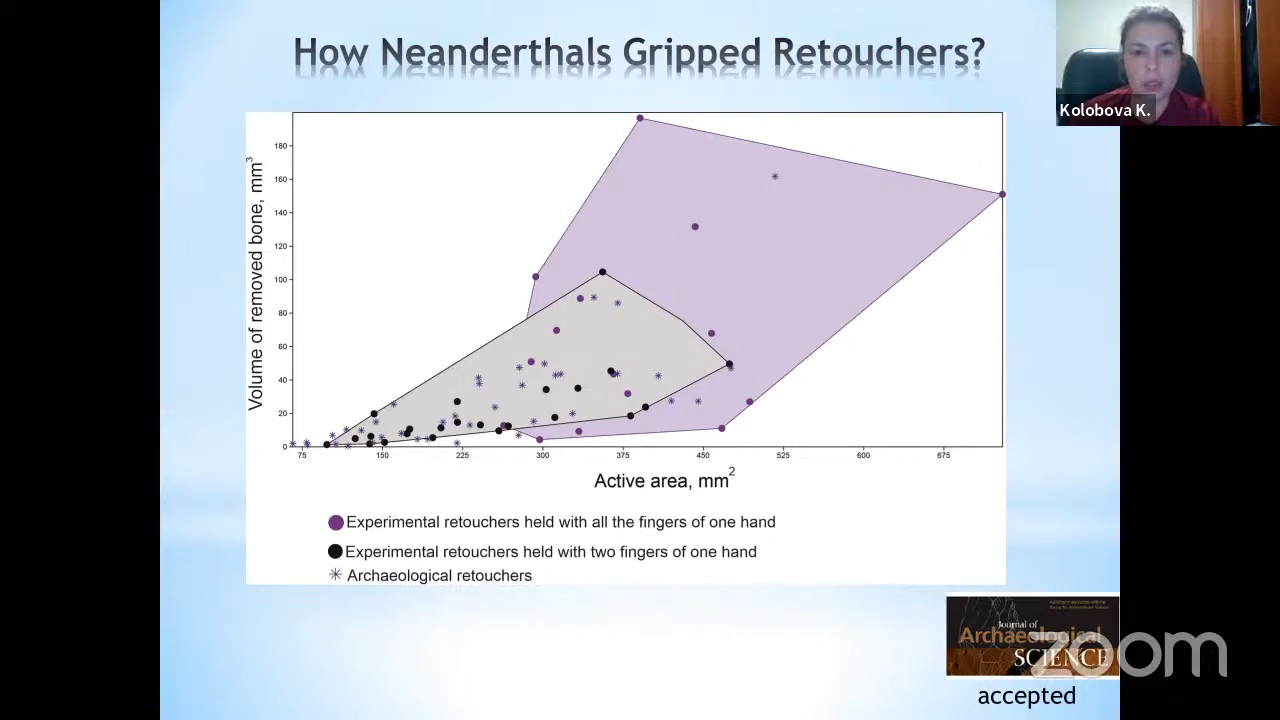 How Neanderthals Gripped Retouchers?
Kolobova K.
Volume of removed bone, mm3
180
160
140
120
100
80
60
40
20
0
75
150
225
300
375
450
525
600
675
Active area, mm2
Experimental retouchers held with all the fingers of one hand
Experimental retouchers held with two fingers of one hand
Archaeological retouchers
Journal of
Archaeological
SCIENCE
zoom
accepted